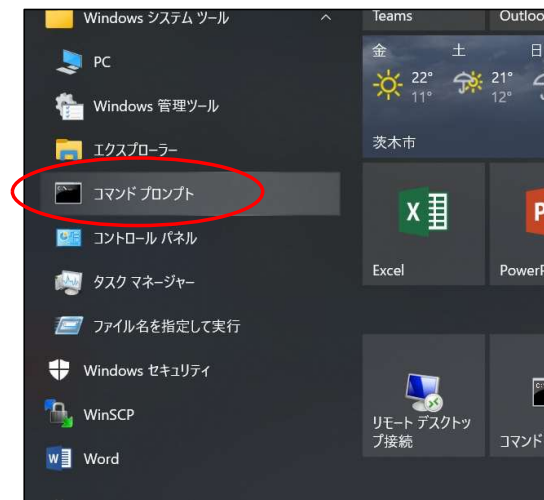 Windows システム ツール
PC
Windows 管理ツール
エクスプローラー
コマンド プロンプト
コントロール パネル
タスク マネージャー
ファイル名を指定して実行
Windows セキュリティ
WinSCP
Word
Teams
Outloo
金 土 日
22° 21°
11° 12°
茨木市
Excel
PowerP
リモート デスクトッ
プ接続
コマンド